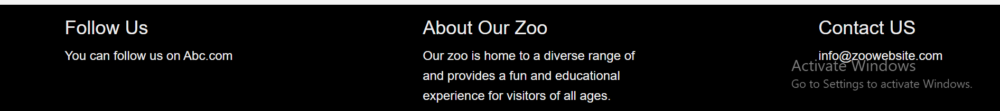 Follow Us
You can follow us on Abc.com
About Our Zoo
Our zoo is home to a diverse range of
and provides a fun and educational
experience for visitors of all ages.
Contact US
info@zoowebsite.com
Activate Windows
Go to Settings to activate Windows.